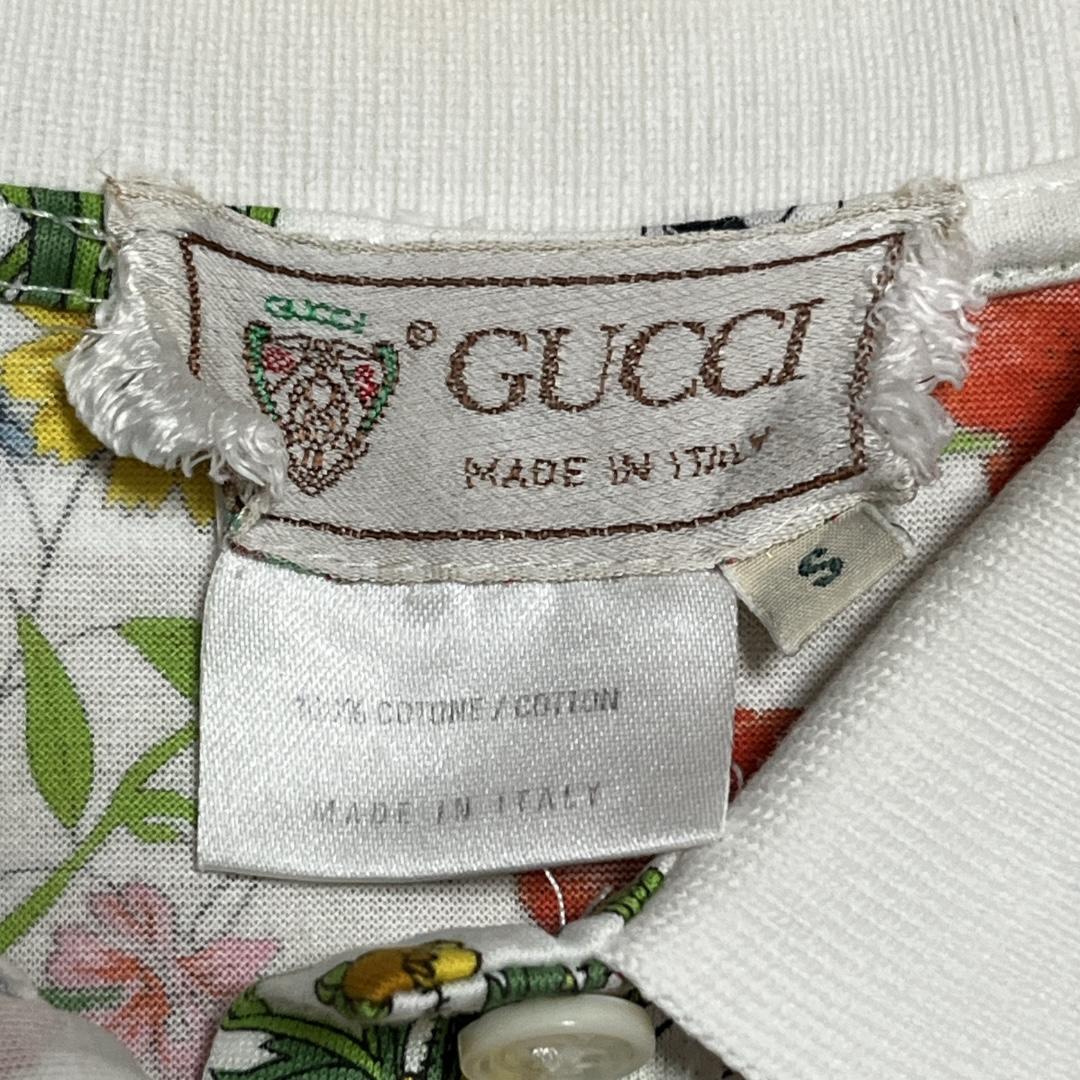 GUCCI
® GUCCI
MADE IN ITALY
S
100% COTONE / COTTON
MADE IN ITALY